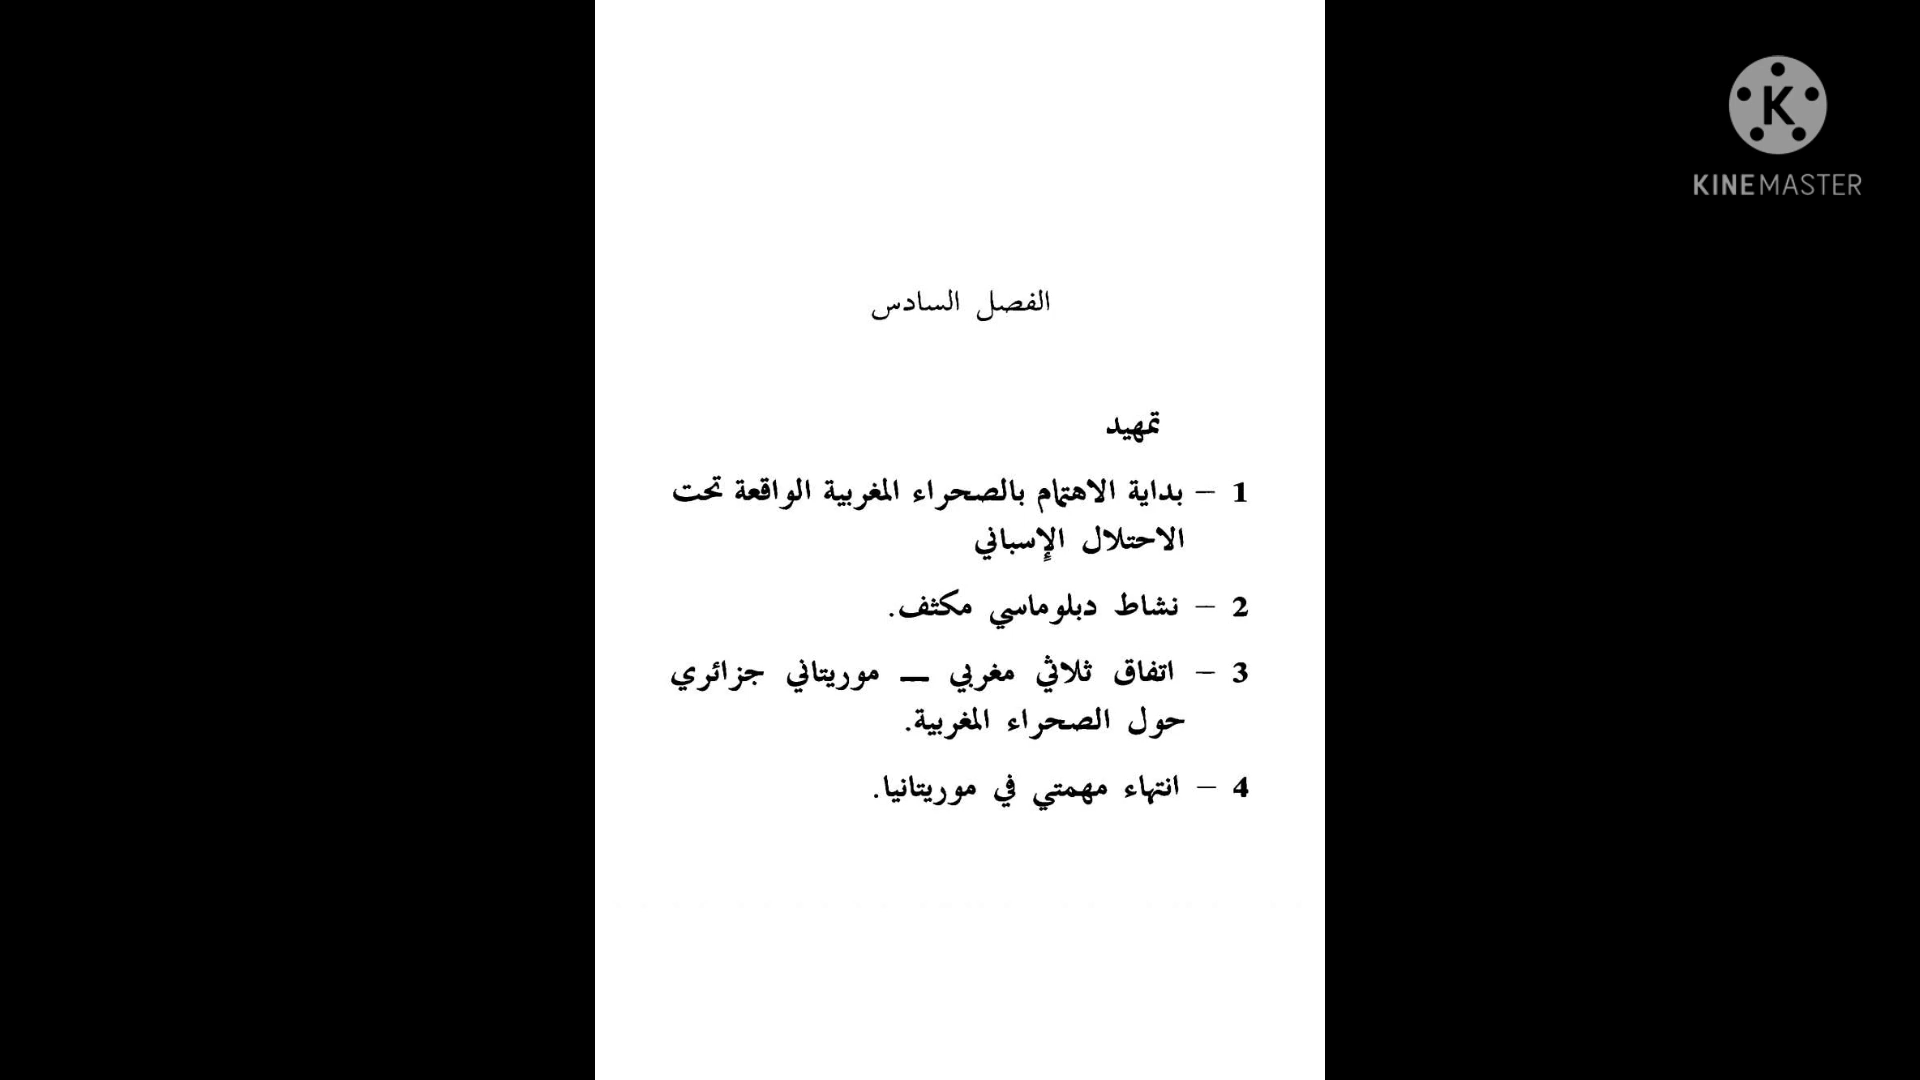 الفصل السادس
تمهيد
1 – بداية الاهتمام بالصحراء المغربية الواقعة تحت
الاحتلال الإسباني
2 – نشاط دبلوماسي مكثف.
3 – اتفاق ثلاثي مغربي — موريتاني جزائري
حول الصحراء المغربية.
4 – انتهاء مهمتي في موريتانيا.
K
KINEMASTER